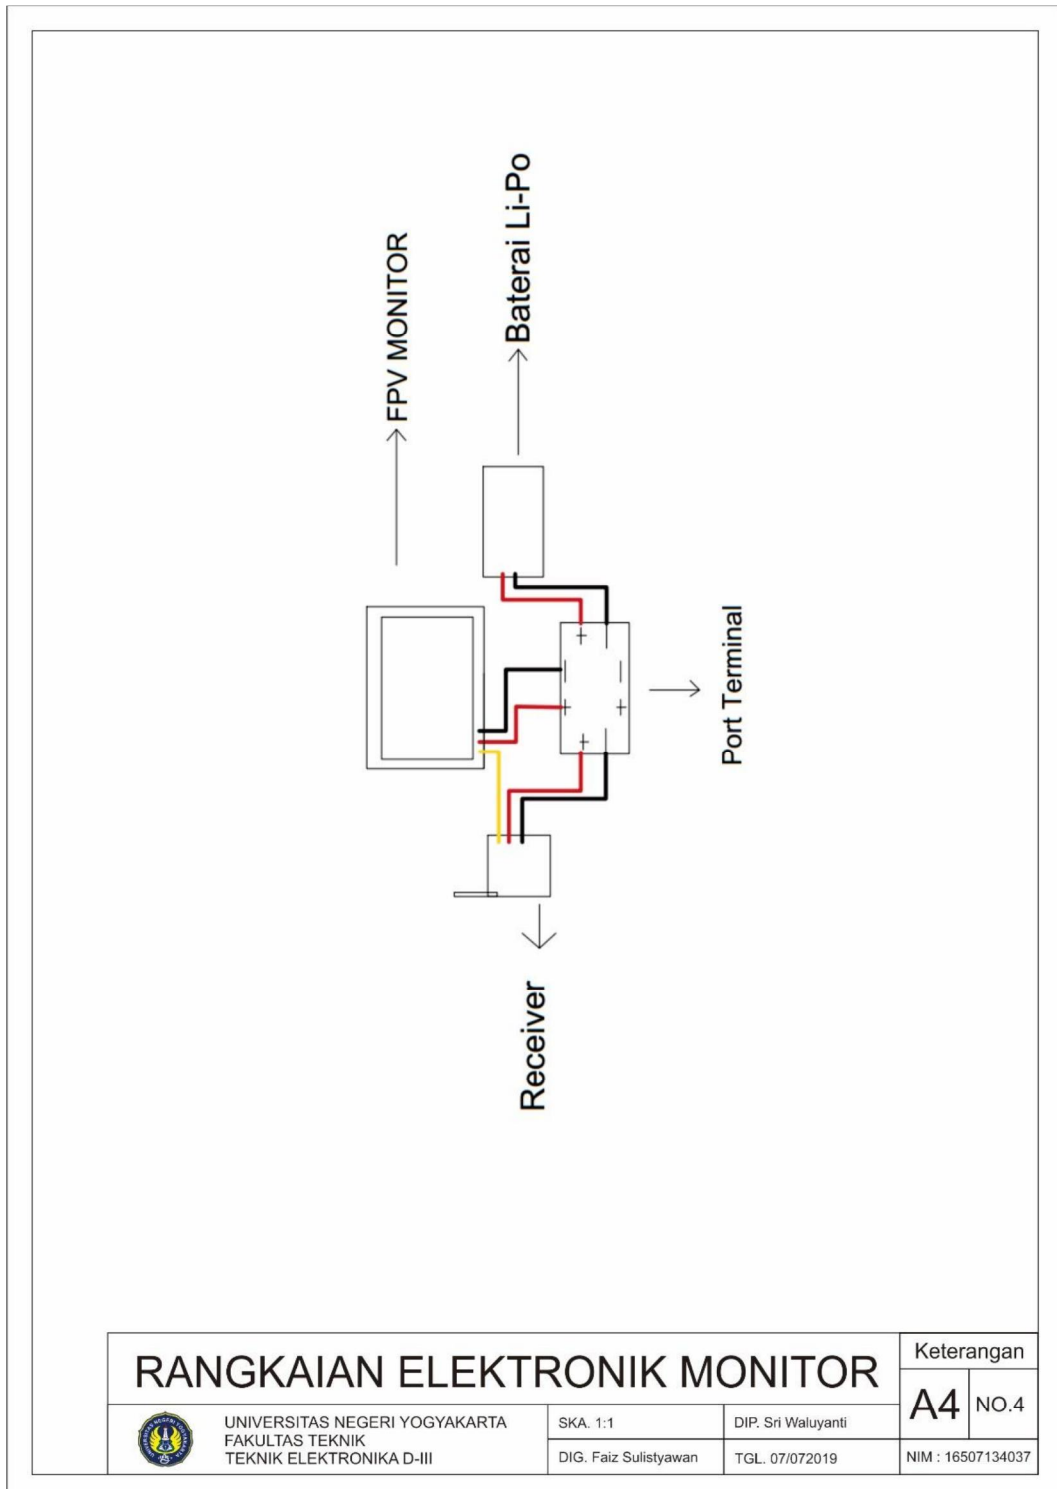 FPV MONITOR
Baterai Li-Po
Port Terminal
Receiver
RANGKAIAN ELEKTRONIK MONITOR
Keterangan
A4
NO.4
UNIVERSITAS NEGERI YOGYAKARTA
FAKULTAS TEKNIK
TEKNIK ELEKTRONIKA D-III
SKA. 1:1
DIP. Sri Waluyanti
DIG. Faiz Sulistyawan
TGL. 07/072019
NIM : 16507134037